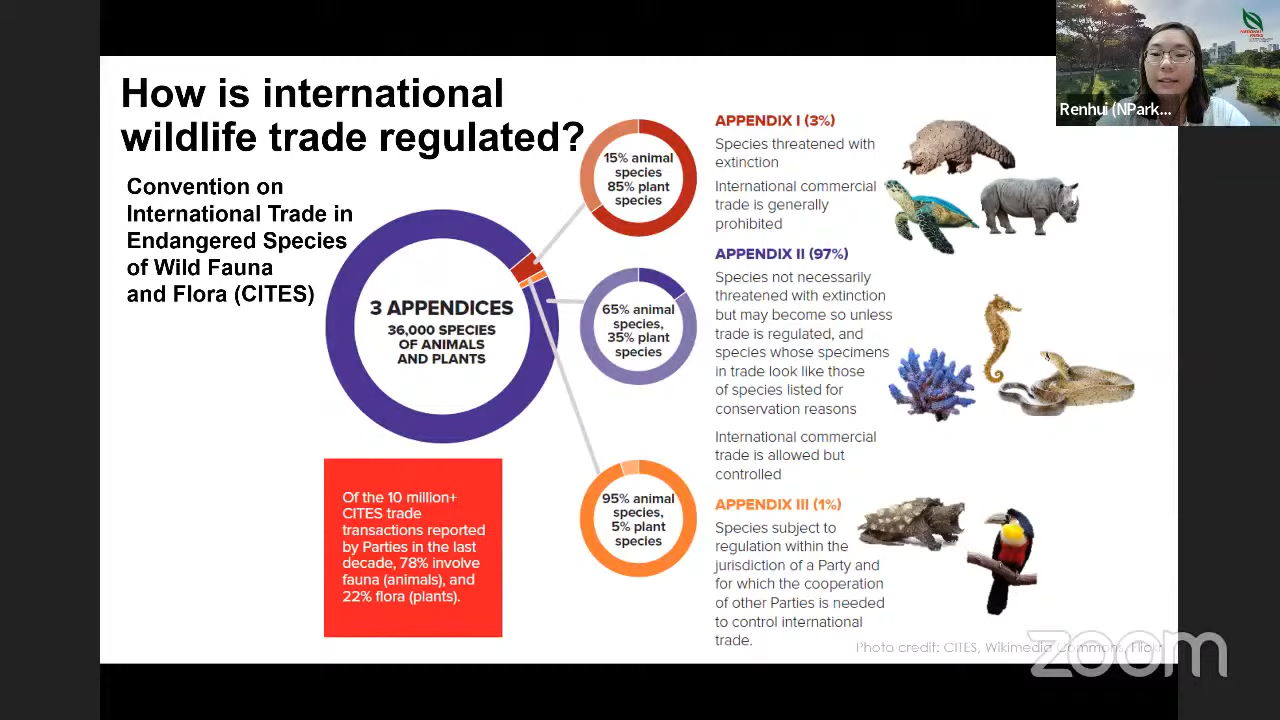 How is international
wildlife trade regulated?
Convention on
International Trade in
Endangered Species
of Wild Fauna
and Flora (CITES)
3 APPENDICES
36,000 SPECIES
OF ANIMALS
AND PLANTS
Of the 10 million+
CITES trade
transactions reported
by Parties in the last
decade, 78% involve
fauna (animals), and
22% flora (plants).
15% animal
species
85% plant
species
APPENDIX I (3%)
Species threatened with
extinction
International commercial
trade is generally
prohibited
65% animal
species,
35% plant
species
APPENDIX II (97%)
Species not necessarily
threatened with extinction
but may become so unless
trade is regulated, and
species whose specimens
in trade look like those
of species listed for
conservation reasons
International commercial
trade is allowed but
controlled
95% animal
species,
5% plant
species
APPENDIX III (1%)
Species subject to
regulation within the
jurisdiction of a Party and
for which the cooperation
of other Parties is needed
to control international
trade.
Photo credit: CITES, Wikimedia Commons, Flickr
zoom
Renhui (NPark...